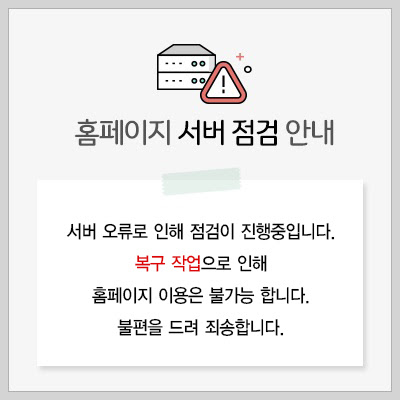 홈페이지 서버 점검 안내
서버 오류로 인해 점검이 진행중입니다.
복구 작업으로 인해
홈페이지 이용은 불가능 합니다.
불편을 드려 죄송합니다.